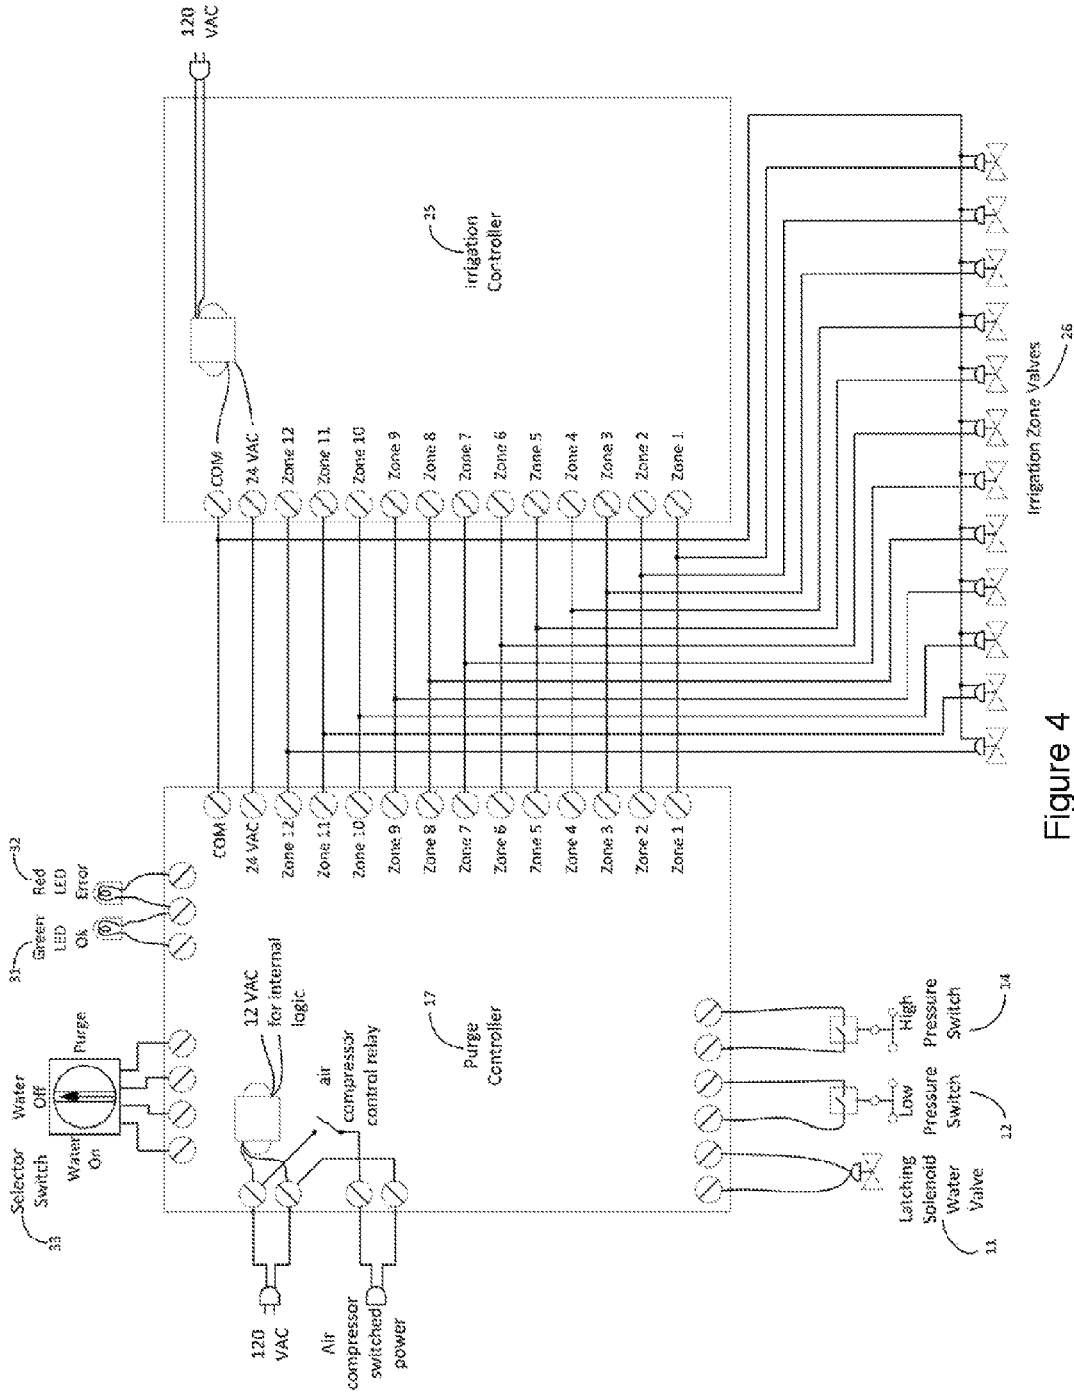 Selector
Switch
33
Water
On
Water
Off
Purge
31
Green
LED
Ok
32
Red
LED
Error
120
VAC
120
VAC
Air
compressor
switched
power
12 VAC
for internal
logic
air
compressor
control relay
17
Purge
Controller
COM
24 VAC
Zone 12
Zone 11
Zone 10
Zone 9
Zone 8
Zone 7
Zone 6
Zone 5
Zone 4
Zone 3
Zone 2
Zone 1
COM
24 VAC
Zone 12
Zone 11
Zone 10
Zone 9
Zone 8
Zone 7
Zone 6
Zone 5
Zone 4
Zone 3
Zone 2
Zone 1
25
Irrigation
Controller
Latching
Solenoid
Water
Valve
11
Low
Pressure
Switch
12
High
Pressure
Switch
14
Irrigation Zone Valves
26
Figure 4